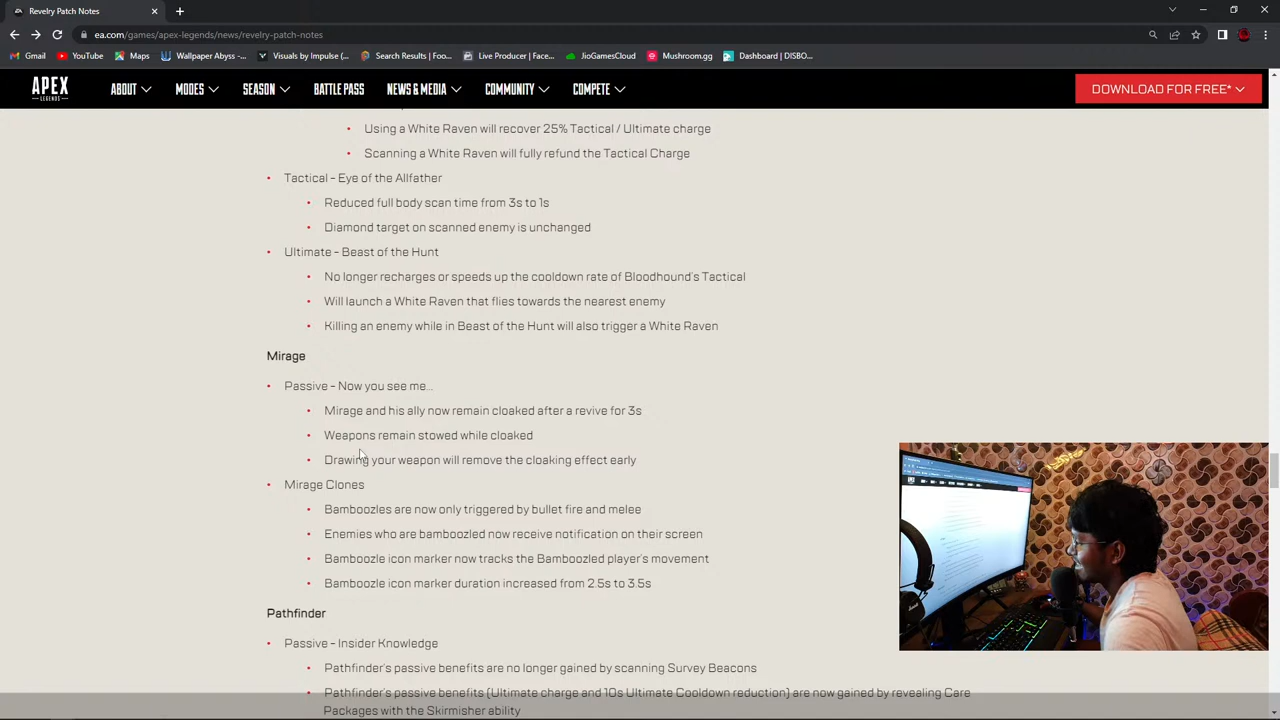 Revelry Patch Notes
ea.com/games/apex-legends/news/revelry-patch-notes
Gmail
YouTube
Maps
Wallpaper Abyss -...
Visuals by Impulse (...
Search Results | Foo...
Live Producer | Face...
JioGamesCloud
Mushroom.gg
Dashboard | DISBO...
APEX
LEGENDS
ABOUT
MODES
SEASON
BATTLE PASS
NEWS & MEDIA
COMMUNITY
COMPETE
DOWNLOAD FOR FREE*
Using a White Raven will recover 25% Tactical / Ultimate charge
Scanning a White Raven will fully refund the Tactical Charge
Tactical - Eye of the Allfather
Reduced full body scan time from 3s to 1s
Diamond target on scanned enemy is unchanged
Ultimate - Beast of the Hunt
No longer recharges or speeds up the cooldown rate of Bloodhound's Tactical
Will launch a White Raven that flies towards the nearest enemy
Killing an enemy while in Beast of the Hunt will also trigger a White Raven
Mirage
Passive - Now you see me...
Mirage and his ally now remain cloaked after a revive for 3s
Weapons remain stowed while cloaked
Drawing your weapon will remove the cloaking effect early
Mirage Clones
Bamboozles are now only triggered by bullet fire and melee
Enemies who are bamboozled now receive notification on their screen
Bamboozle icon marker now tracks the Bamboozled player's movement
Bamboozle icon marker duration increased from 2.5s to 3.5s
Pathfinder
Passive - Insider Knowledge
Pathfinder's passive benefits are no longer gained by scanning Survey Beacons
Pathfinder's passive benefits (Ultimate charge and 10s Ultimate Cooldown reduction) are now gained by revealing Care
Packages with the Skirmisher ability